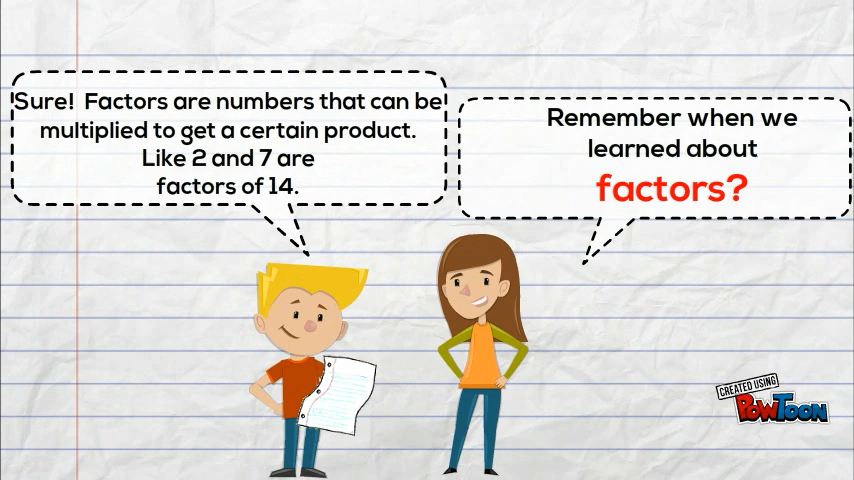 Sure!  Factors are numbers that can be
multiplied to get a certain product.
Like 2 and 7 are
factors of 14.
Remember when we
learned about
factors?
CREATED USING
POWTOON